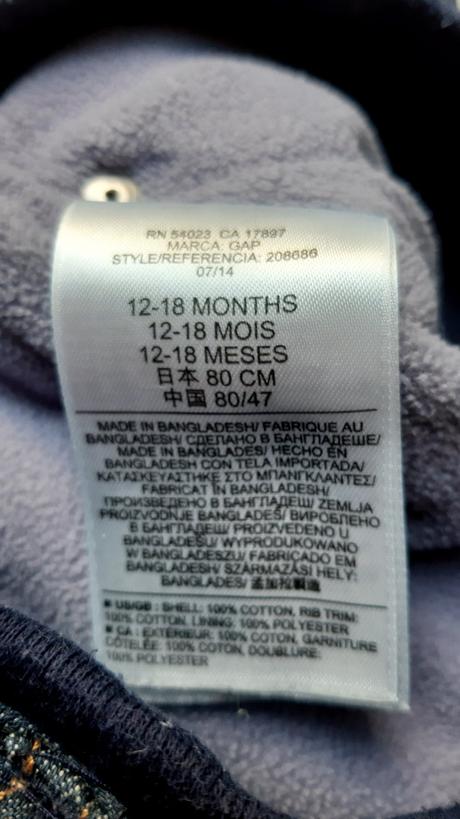 RN 54023 CA 17897
MARCA: GAP
STYLE/REFERENCIA: 208686
07/14
12-18 MONTHS
12-18 MOIS
12-18 MESES
日本 80 CM
中国 80/47
MADE IN BANGLADESH/ FABRIQUE AU
BANGLADESH/ СДЕЛАНО В БАНГЛАДЕШЕ/
MADE IN BANGLADES/ HECHO EN
BANGLADESH CON TELA IMPORTADA/
ΚΑΤΑΣΚΕΥΑΣΤΗΚΕ ΣΤΟ ΜΠΑΝΓΚΛΑΝΤΕΣ/
FABRICAT ÎN BANGLADESH/
ПРОИЗВЕДЕНО В БАНГЛАДЕШ/ ZEMLJA
PROIZVODNJE BANGLADEŠ/ ВИРОБЛЕНО
В БАНГЛАДЕШ/ PROIZVEDENO U
BANGLADEŠU/ WYPRODUKOWANO
W BANGLADESZU/ FABRICADO EM
BANGLADESH/ SZÁRMAZÁSI HELY:
BANGLADES/ 孟加拉製造
■ US/GB : SHELL: 100% COTTON, RIB TRIM:
100% COTTON, LINING: 100% POLYESTER
■ CA : EXTÉRIEUR: 100% COTON, GARNITURE
CÔTELÉE: 100% COTON, DOUBLURE:
100% POLYESTER